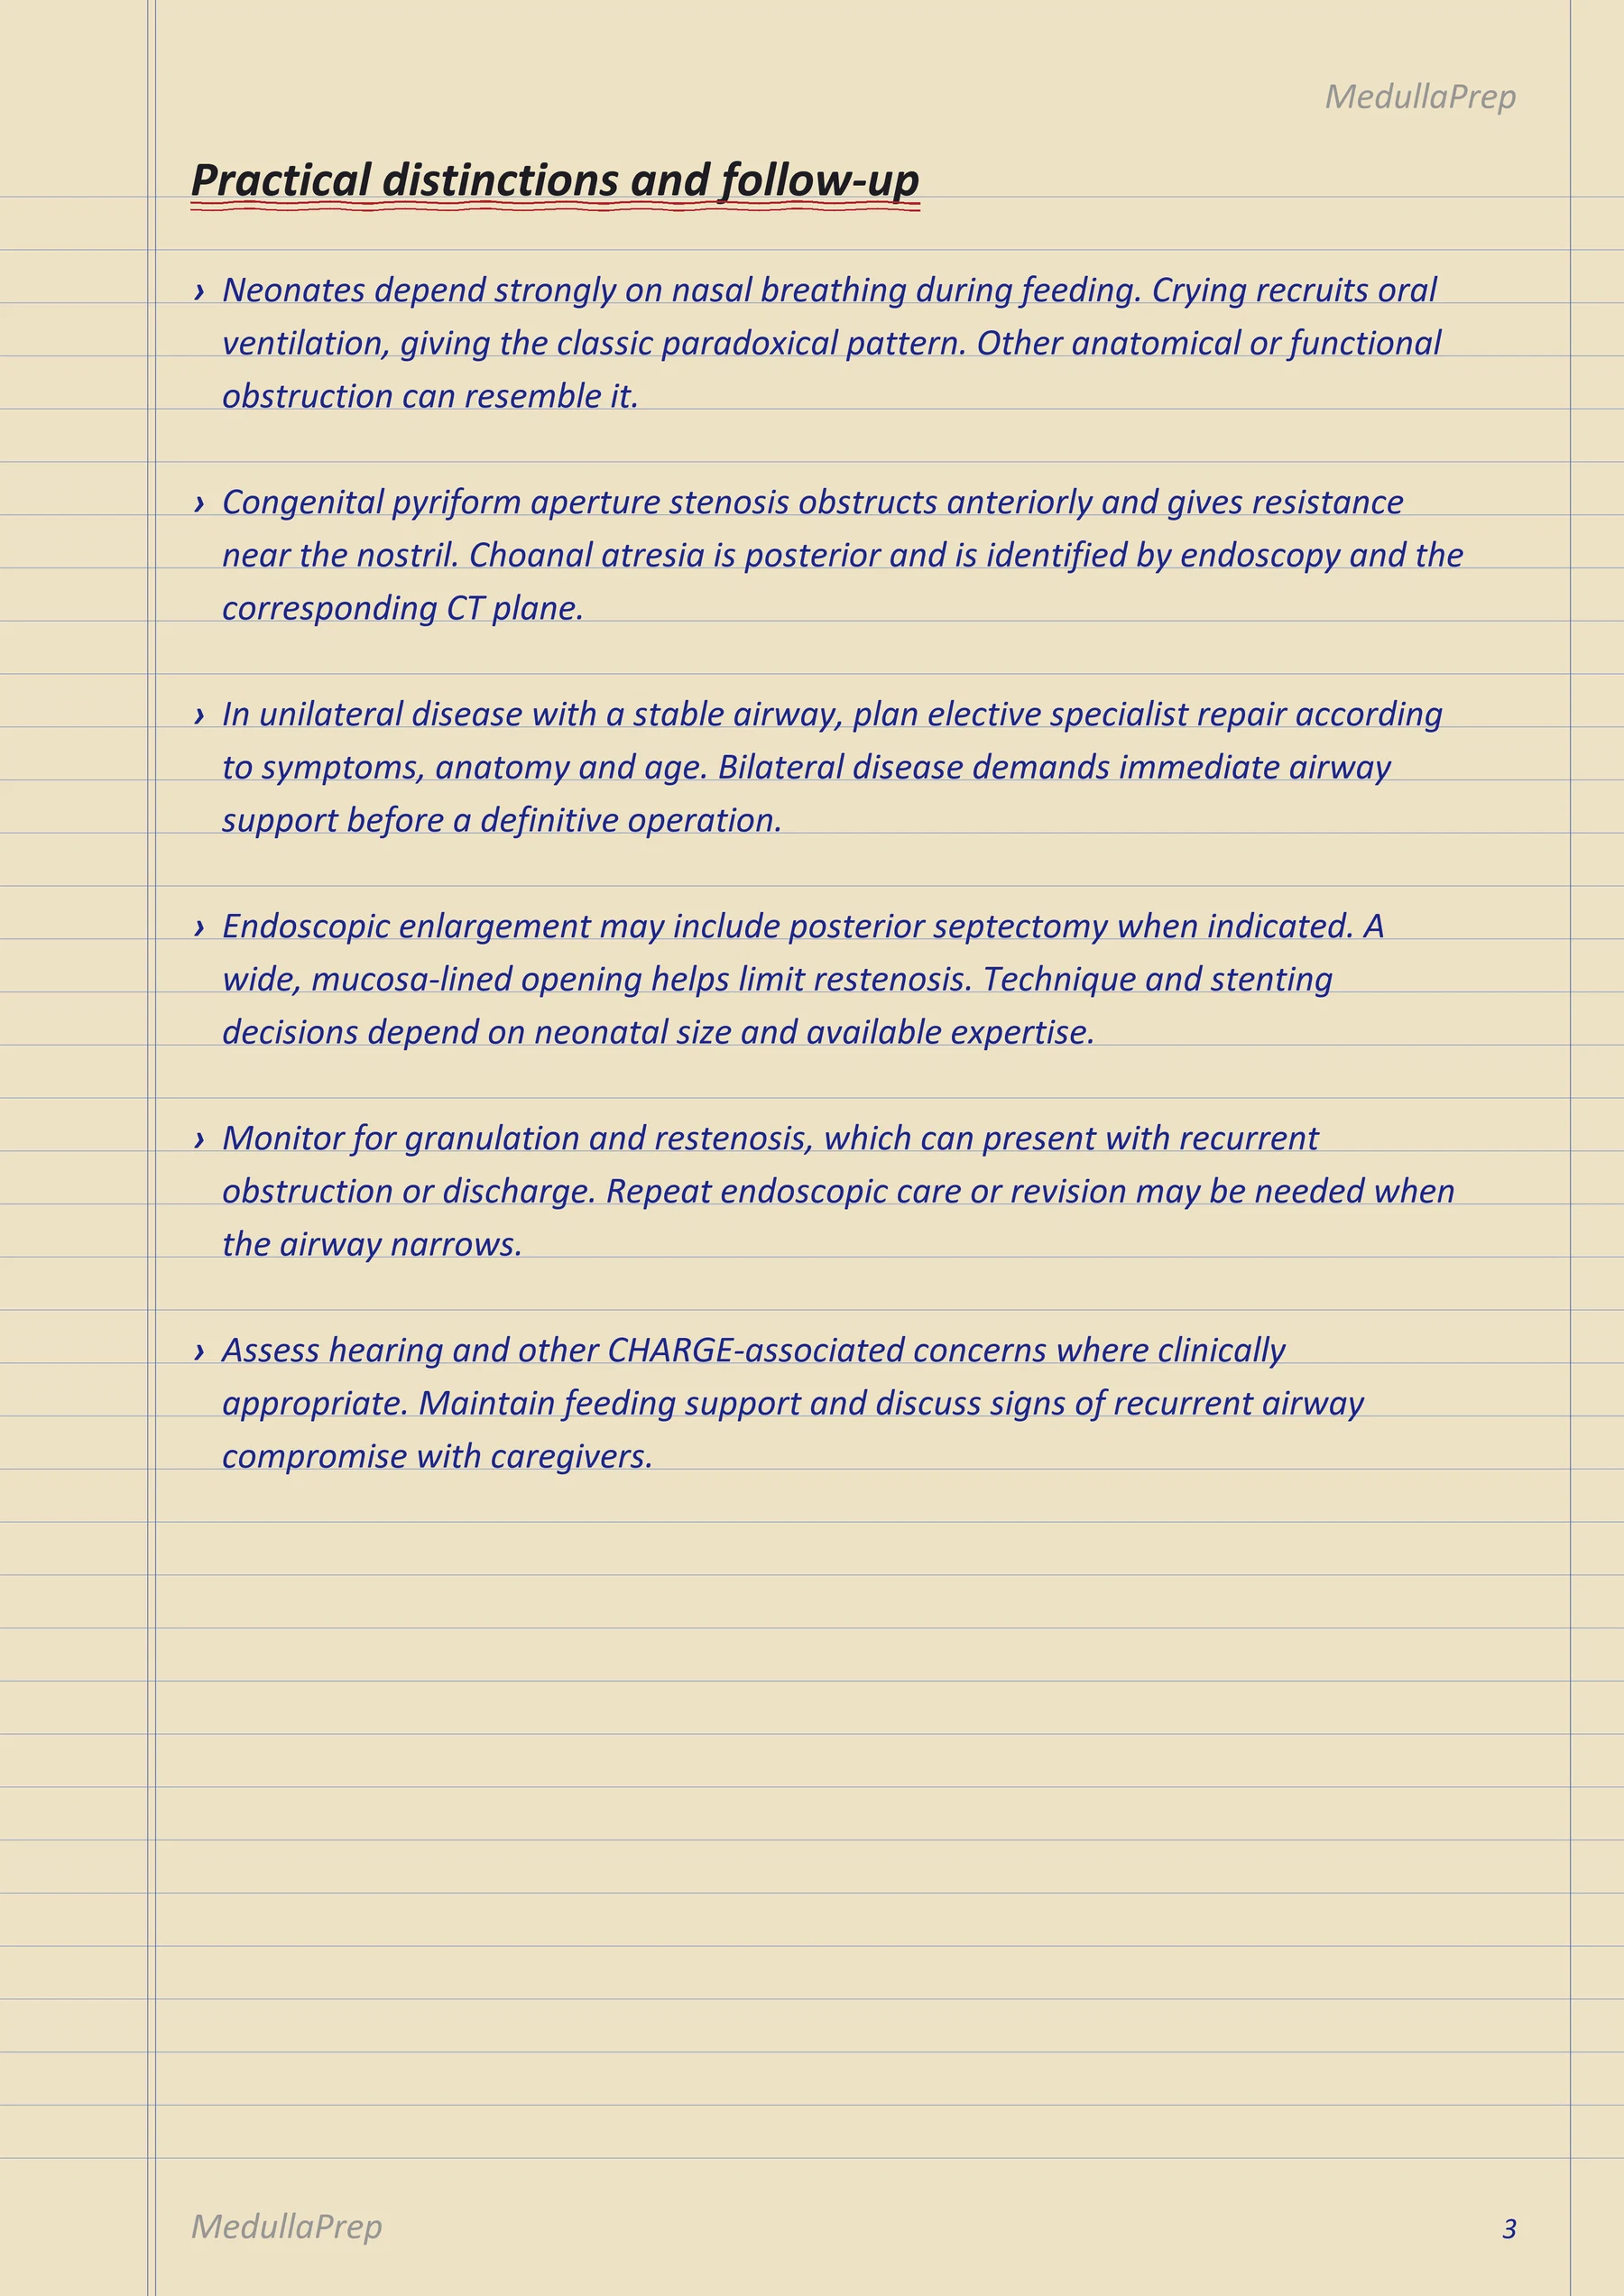 MedullaPrep
Practical distinctions and follow-up
› Neonates depend strongly on nasal breathing during feeding. Crying recruits oral
ventilation, giving the classic paradoxical pattern. Other anatomical or functional
obstruction can resemble it.
› Congenital pyriform aperture stenosis obstructs anteriorly and gives resistance
near the nostril. Choanal atresia is posterior and is identified by endoscopy and the
corresponding CT plane.
› In unilateral disease with a stable airway, plan elective specialist repair according
to symptoms, anatomy and age. Bilateral disease demands immediate airway
support before a definitive operation.
› Endoscopic enlargement may include posterior septectomy when indicated. A
wide, mucosa-lined opening helps limit restenosis. Technique and stenting
decisions depend on neonatal size and available expertise.
› Monitor for granulation and restenosis, which can present with recurrent
obstruction or discharge. Repeat endoscopic care or revision may be needed when
the airway narrows.
› Assess hearing and other CHARGE-associated concerns where clinically
appropriate. Maintain feeding support and discuss signs of recurrent airway
compromise with caregivers.
MedullaPrep
3